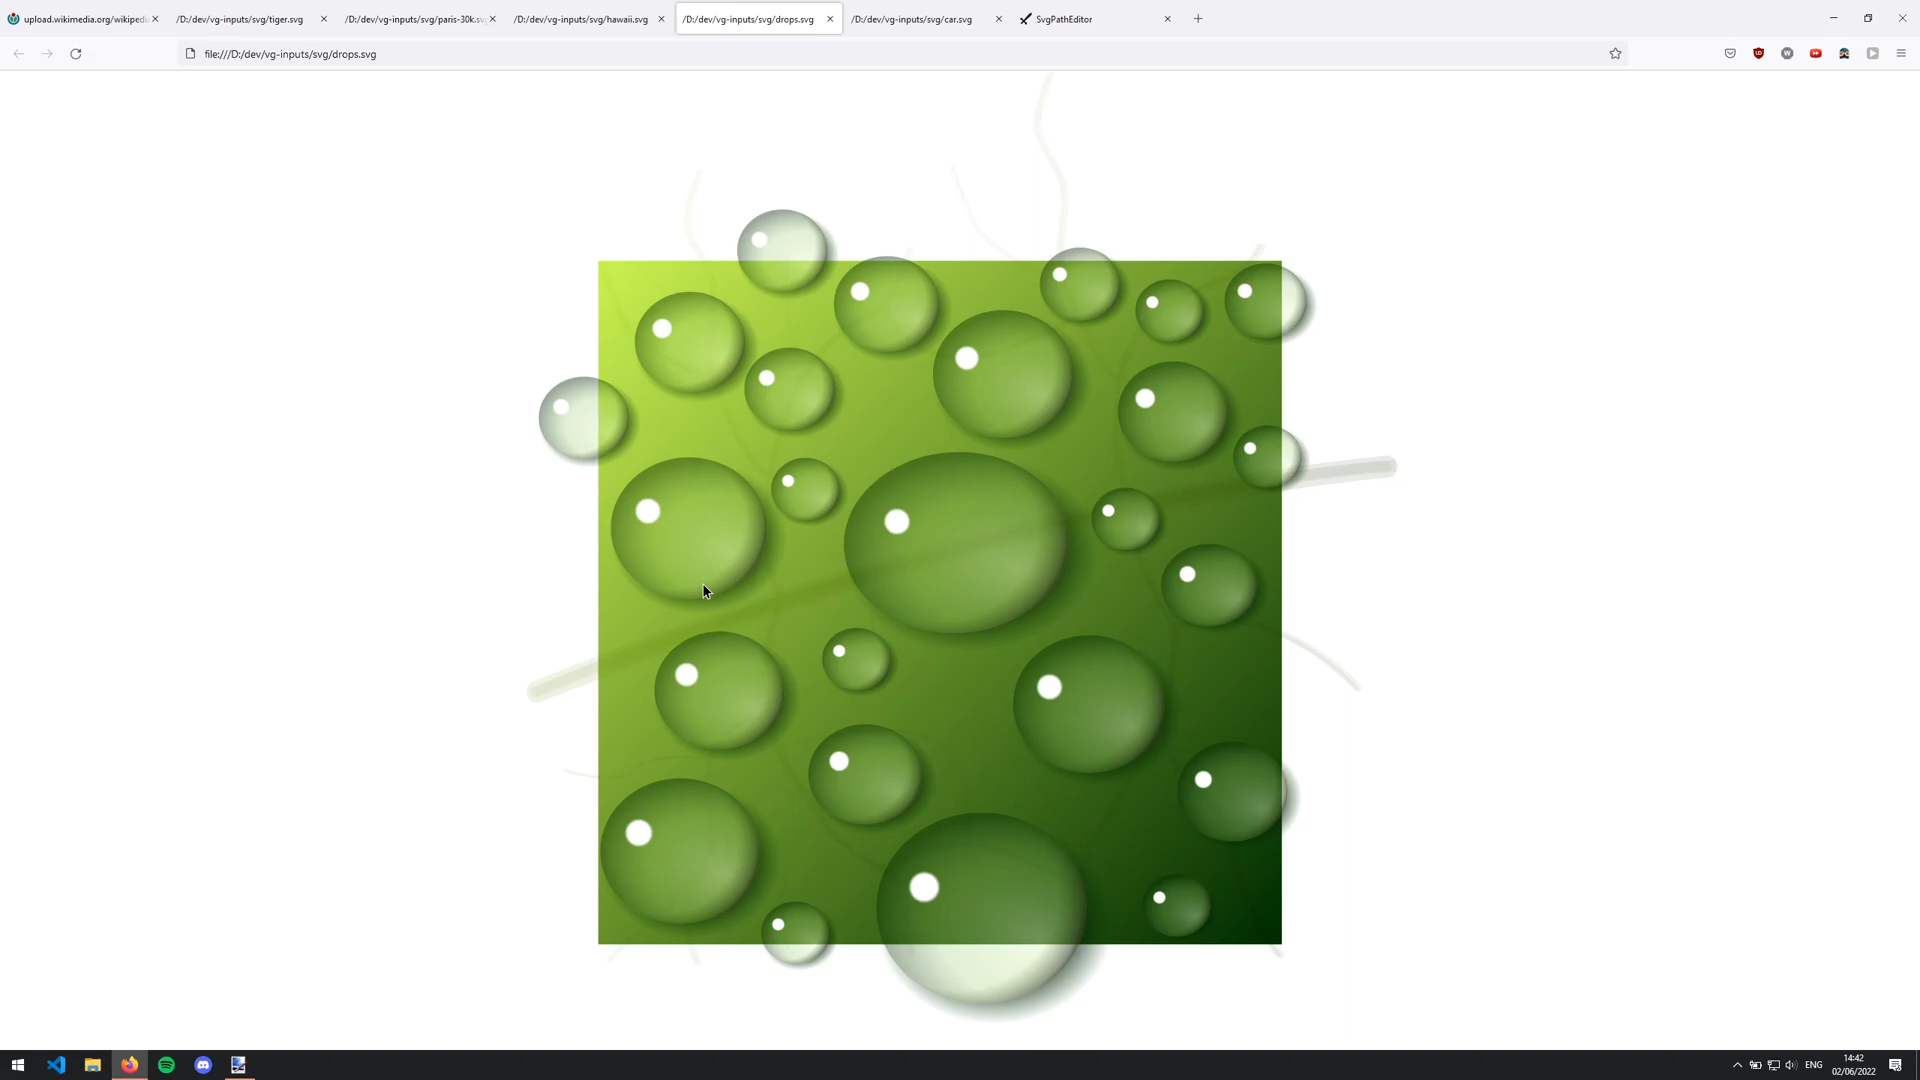 upload.wikimedia.org/wikipedi
/D:/dev/vg-inputs/svg/tiger.svg
/D:/dev/vg-inputs/svg/paris-30k.svg
/D:/dev/vg-inputs/svg/hawaii.svg
/D:/dev/vg-inputs/svg/drops.svg
/D:/dev/vg-inputs/svg/car.svg
SvgPathEditor
file:///D:/dev/vg-inputs/svg/drops.svg
ENG
14:42
02/06/2022